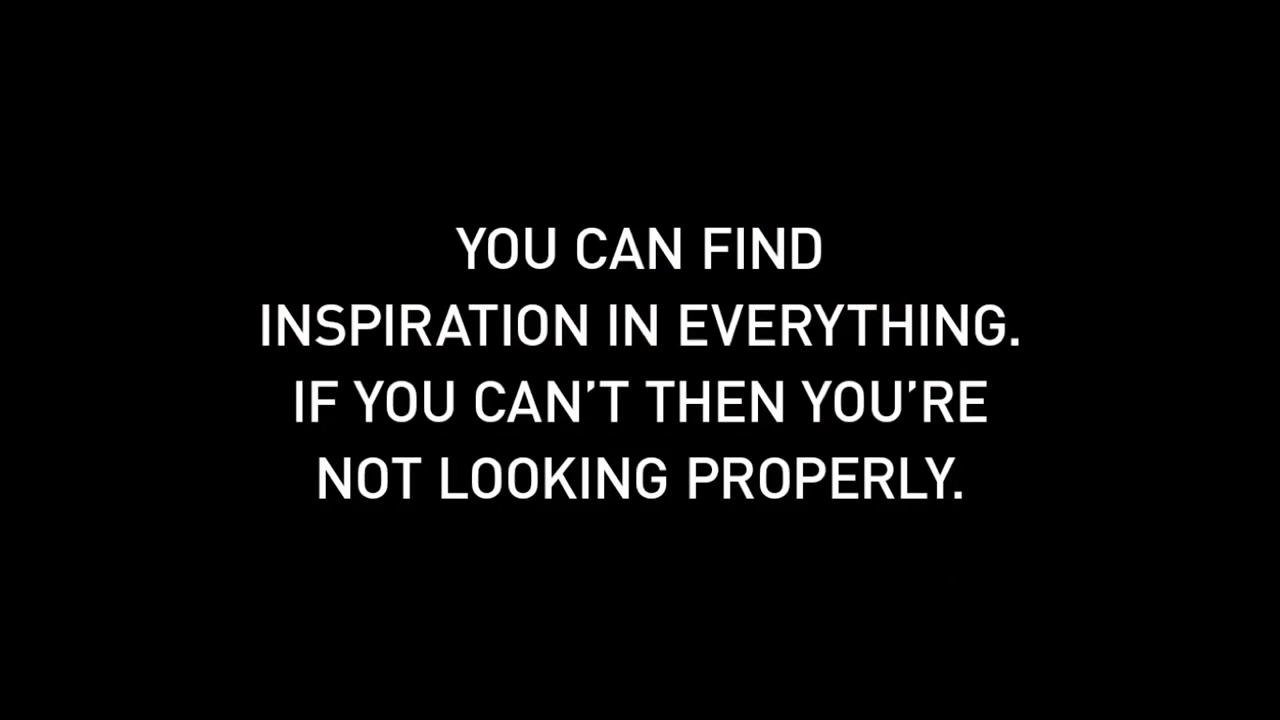 YOU CAN FIND
INSPIRATION IN EVERYTHING.
IF YOU CAN’T THEN YOU’RE
NOT LOOKING PROPERLY.